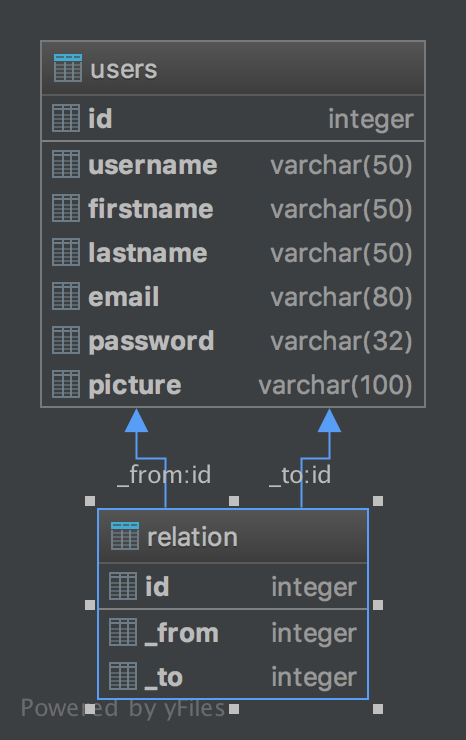 users
id integer
username varchar(50)
firstname varchar(50)
lastname varchar(50)
email varchar(80)
password varchar(32)
picture varchar(100)
_from:id _to:id
relation
id integer
_from integer
_to integer
Powered by yFiles